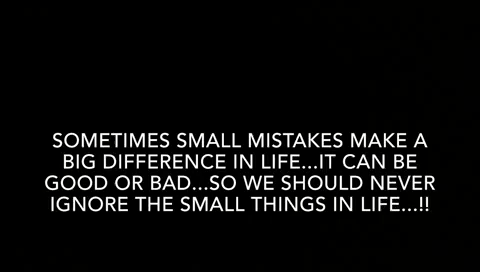 SOMETIMES SMALL MISTAKES MAKE A
BIG DIFFERENCE IN LIFE...IT CAN BE
GOOD OR BAD...SO WE SHOULD NEVER
IGNORE THE SMALL THINGS IN LIFE...!!